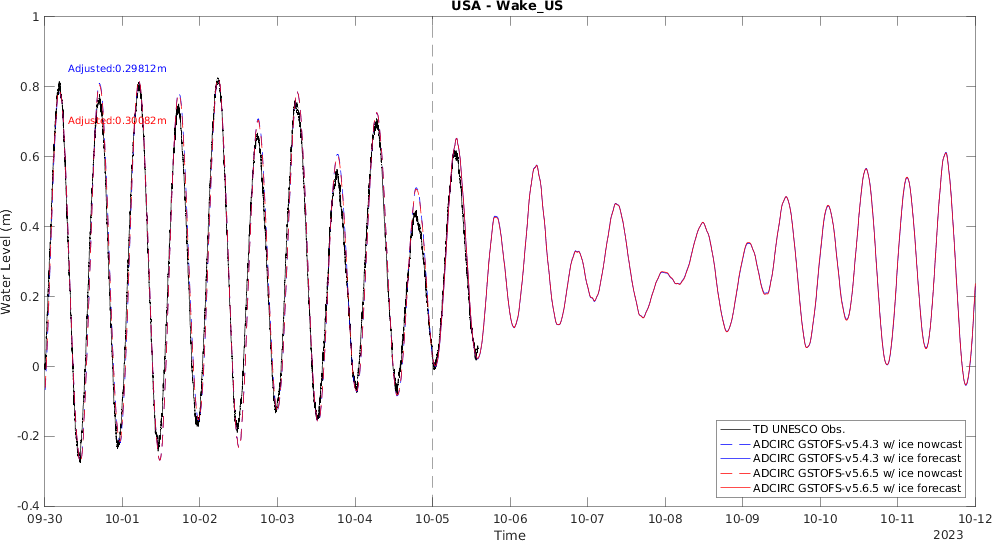 USA - Wake_US
Adjusted:0.29812m
Adjusted:0.30082m
Water Level (m)
1
0.8
0.6
0.4
0.2
0
-0.2
-0.4
TD UNESCO Obs.
ADCIRC GSTOFS-v5.4.3 w/ ice nowcast
ADCIRC GSTOFS-v5.4.3 w/ ice forecast
ADCIRC GSTOFS-v5.6.5 w/ ice nowcast
ADCIRC GSTOFS-v5.6.5 w/ ice forecast
09-30 10-01 10-02 10-03 10-04 10-05 10-06 10-07 10-08 10-09 10-10 10-11 10-12
Time
2023